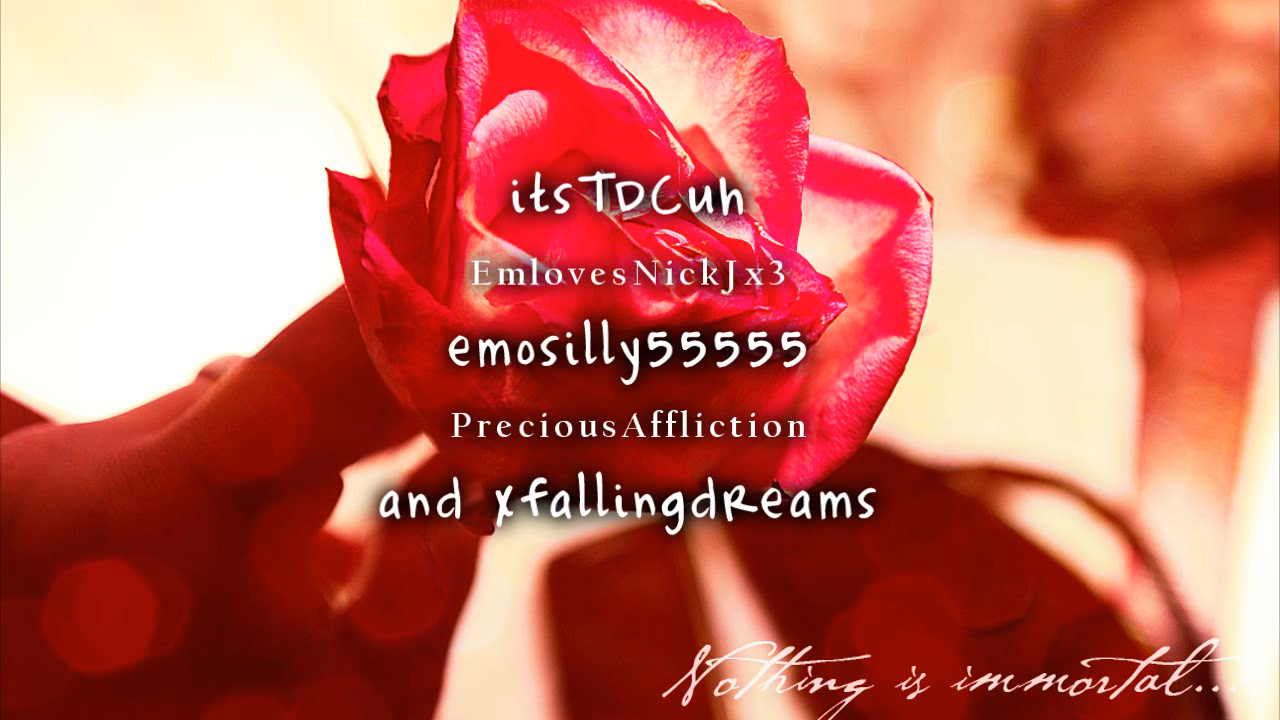 itsTDCuh
EmlovesNickJx3
emosilly55555
PreciousAffliction
and xfallingdreams
Nothing is immortal...